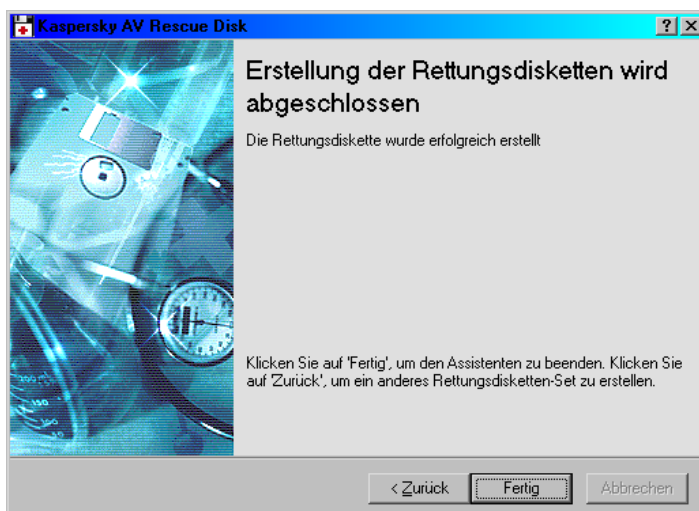 Kaspersky AV Rescue Disk
Erstellung der Rettungsdisketten wird
abgeschlossen
Die Rettungsdiskette wurde erfolgreich erstellt
Klicken Sie auf 'Fertig', um den Assistenten zu beenden. Klicken Sie
auf 'Zurück', um ein anderes Rettungsdisketten-Set zu erstellen.
< Zurück
Fertig
Abbrechen